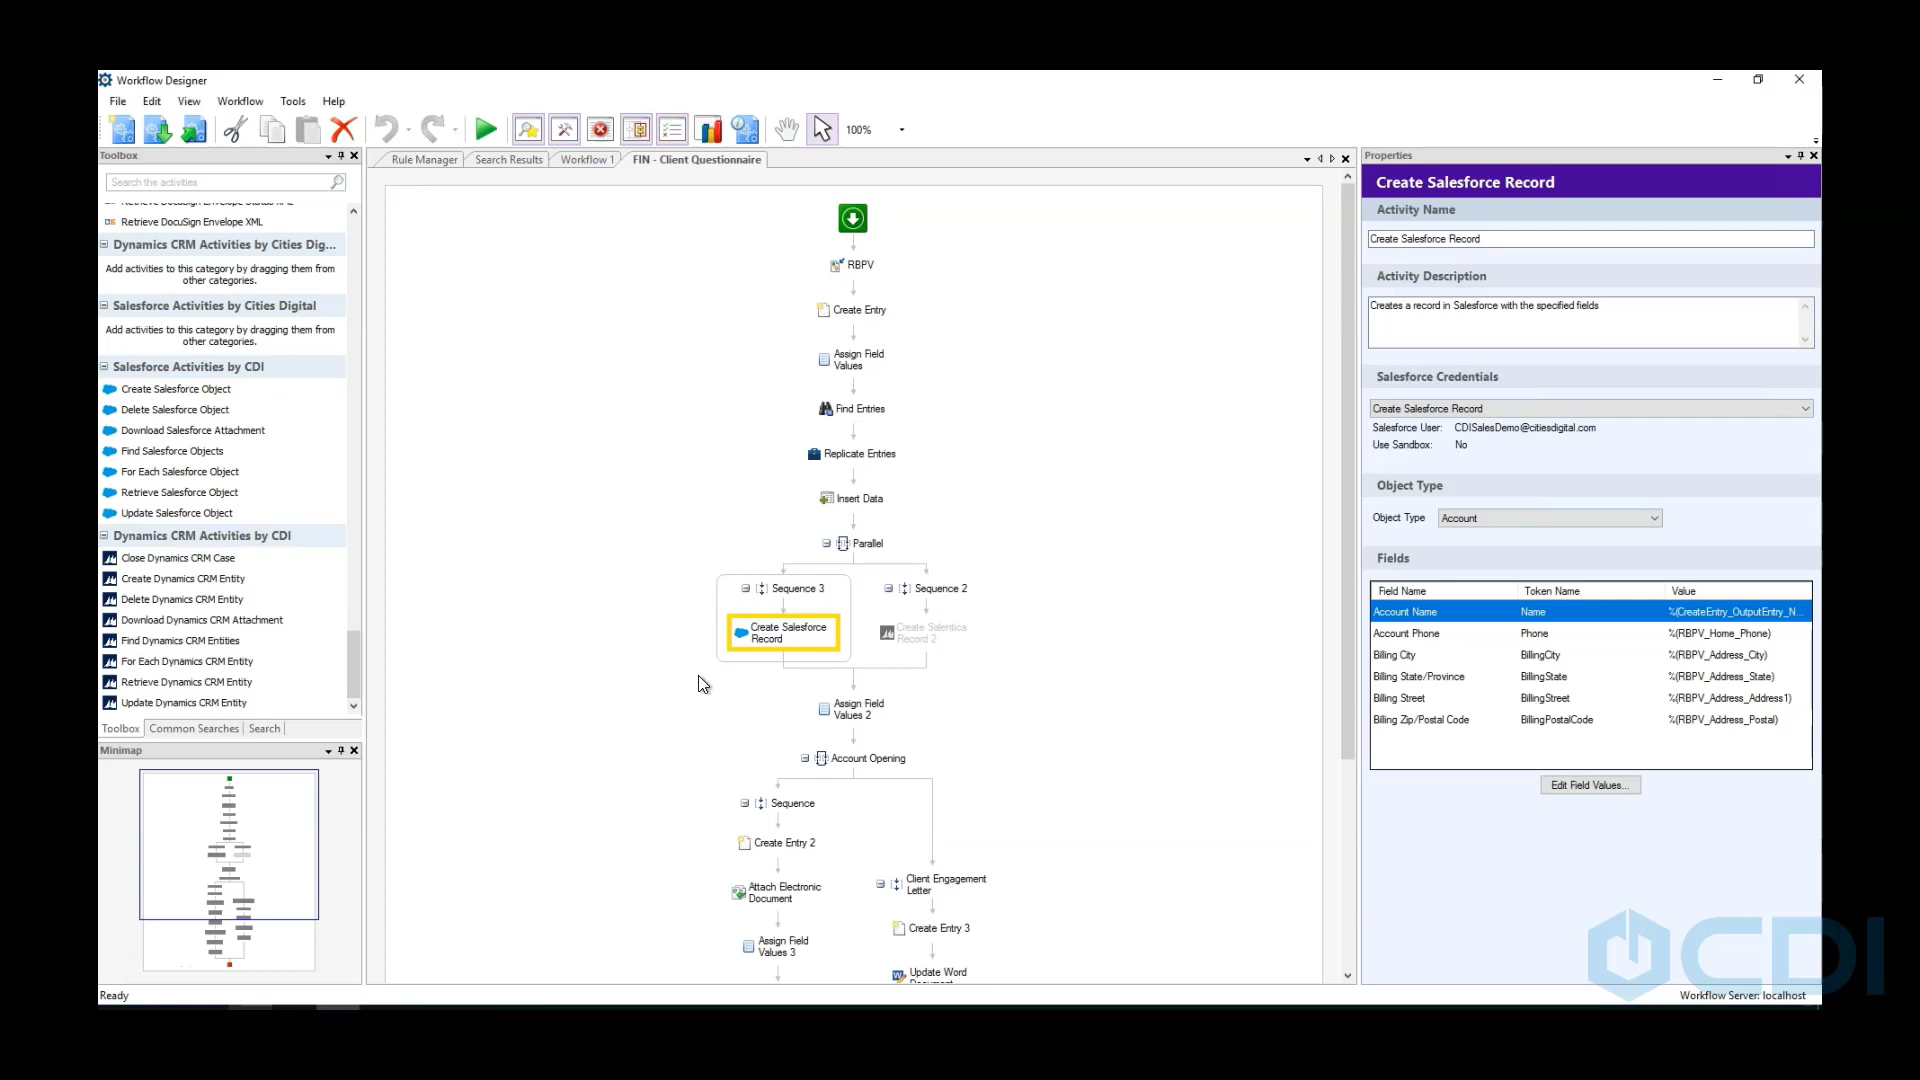 Workflow Designer
File Edit View Workflow Tools Help
100%
Toolbox
Search the activities
Retrieve DocuSign Envelope Status XML
Retrieve DocuSign Envelope XML
Dynamics CRM Activities by Cities Dig...
Add activities to this category by dragging them from
other categories.
Salesforce Activities by Cities Digital
Add activities to this category by dragging them from
other categories.
Salesforce Activities by CDI
Create Salesforce Object
Delete Salesforce Object
Download Salesforce Attachment
Find Salesforce Objects
For Each Salesforce Object
Retrieve Salesforce Object
Update Salesforce Object
Dynamics CRM Activities by CDI
Close Dynamics CRM Case
Create Dynamics CRM Entity
Delete Dynamics CRM Entity
Download Dynamics CRM Attachment
Find Dynamics CRM Entities
For Each Dynamics CRM Entity
Retrieve Dynamics CRM Entity
Update Dynamics CRM Entity
Toolbox Common Searches Search
Minimap
Ready
Rule Manager Search Results Workflow 1 FIN - Client Questionnaire
RBPV
Create Entry
Assign Field
Values
Find Entries
Replicate Entries
Insert Data
Parallel
Sequence 3
Create Salesforce
Record
Sequence 2
Create Salentica
Record 2
Assign Field
Values 2
Account Opening
Sequence
Create Entry 2
Attach Electronic
Document
Assign Field
Values 3
Client Engagement
Letter
Create Entry 3
Update Word
Document
Properties
Create Salesforce Record
Activity Name
Create Salesforce Record
Activity Description
Creates a record in Salesforce with the specified fields
Salesforce Credentials
Create Salesforce Record
Salesforce User: CDISalesDemo@citiesdigital.com
Use Sandbox: No
Object Type
Object Type Account
Fields
Field Name Token Name Value
Account Name Name %(CreateEntry_OutputEntry_N...
Account Phone Phone %(RBPV_Home_Phone)
Billing City BillingCity %(RBPV_Address_City)
Billing State/Province BillingState %(RBPV_Address_State)
Billing Street BillingStreet %(RBPV_Address_Address1)
Billing Zip/Postal Code BillingPostalCode %(RBPV_Address_Postal)
Edit Field Values...
CDI
Workflow Server: localhost